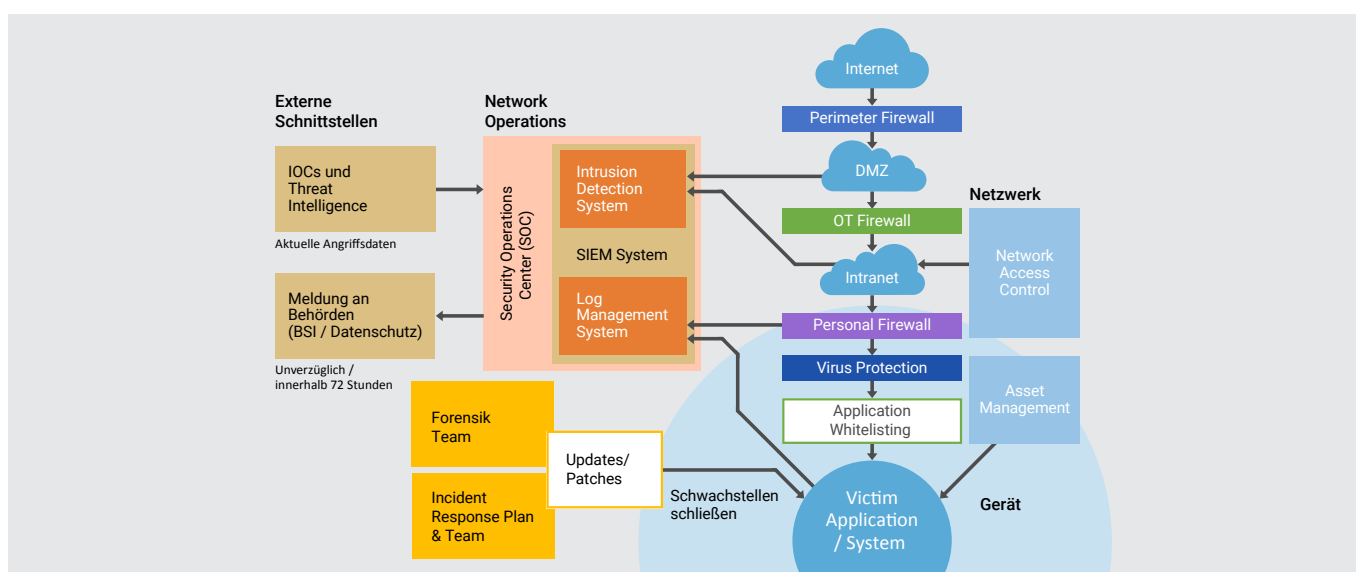 Externe
Schnittstellen
IOCs und
Threat
Intelligence
Aktuelle Angriffsdaten
Meldung an
Behörden
(BSI / Datenschutz)
Unverzüglich /
innerhalb 72 Stunden
Network
Operations
Security Operations
Center (SOC)
Intrusion
Detection
System
SIEM System
Log
Management
System
Forensik
Team
Incident
Response Plan
& Team
Updates/
Patches
Schwachstellen
schließen
Internet
Perimeter Firewall
DMZ
OT Firewall
Intranet
Personal Firewall
Virus Protection
Application
Whitelisting
Victim
Application
/ System
Netzwerk
Network
Access
Control
Asset
Management
Gerät